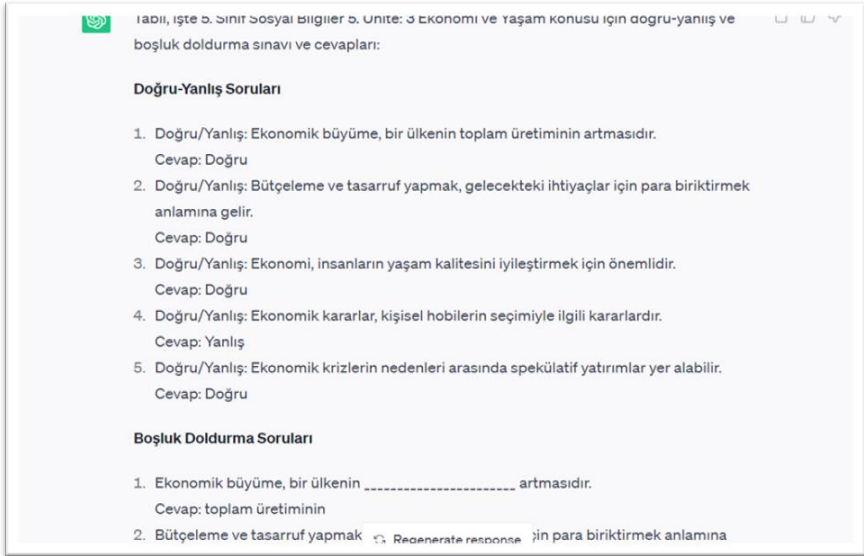 Tabii, işte 5. Sınıf Sosyal Bilgiler 5. Ünite: 3 Ekonomi ve Yaşam konusu için doğru-yanlış ve
boşluk doldurma sınavı ve cevapları:
Doğru-Yanlış Soruları
1. Doğru/Yanlış: Ekonomik büyüme, bir ülkenin toplam üretiminin artmasıdır.
Cevap: Doğru
2. Doğru/Yanlış: Bütçeleme ve tasarruf yapmak, gelecekteki ihtiyaçlar için para biriktirmek
anlamına gelir.
Cevap: Doğru
3. Doğru/Yanlış: Ekonomi, insanların yaşam kalitesini iyileştirmek için önemlidir.
Cevap: Doğru
4. Doğru/Yanlış: Ekonomik kararlar, kişisel hobilerin seçimiyle ilgili kararlardır.
Cevap: Yanlış
5. Doğru/Yanlış: Ekonomik krizlerin nedenleri arasında spekülatif yatırımlar yer alabilir.
Cevap: Doğru
Boşluk Doldurma Soruları
1. Ekonomik büyüme, bir ülkenin _______________________ artmasıdır.
Cevap: toplam üretiminin
2. Bütçeleme ve tasarruf yapmak için para biriktirmek anlamına
Regenerate response